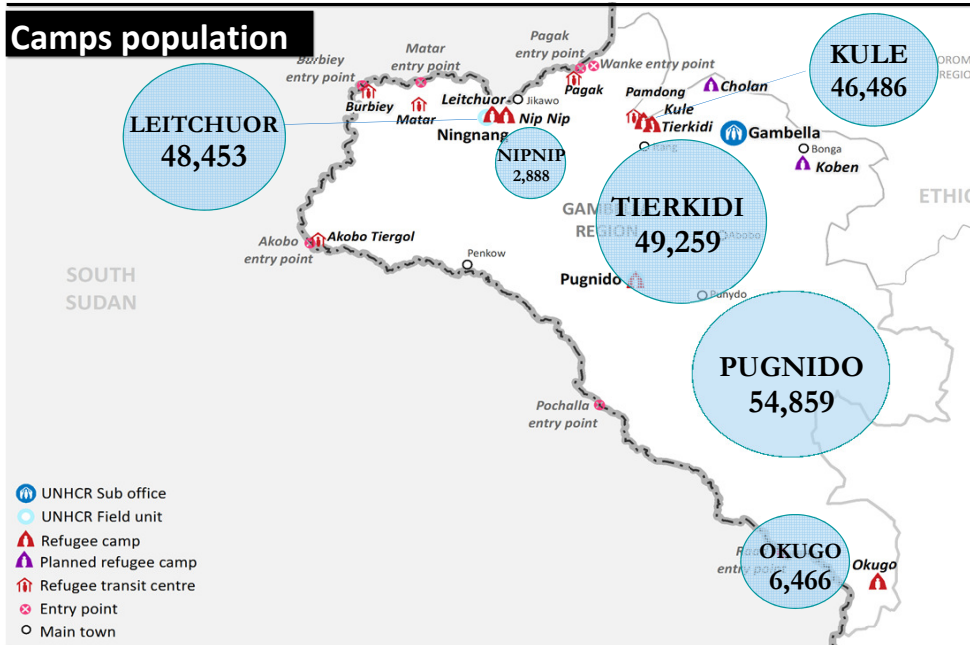 Camps population
Burbiey
entry point
Matar
entry point
Pagak
entry point
Wanke entry point
KULE
46,486
OROM
REGI
LEITCHUOR
48,453
Burbiey
Matar
Leitchuor
Jikawo
Nip Nip
Ningnang
Pagak
Pamdong
Kule
Tierkidi
Itang
Cholan
Gambella
Bonga
Koben
NIPNIP
2,888
ETHIO
TIERKIDI
49,259
GAMBELLA
REGION
Ababo
Akobo
entry point
Akobo Tiergol
Penkow
SOUTH
SUDAN
Pugnido
Punydo
PUGNIDO
54,859
Pochalla
entry point
OKUGO
6,466
entry point
Okugo
UNHCR Sub office
UNHCR Field unit
Refugee camp
Planned refugee camp
Refugee transit centre
Entry point
Main town